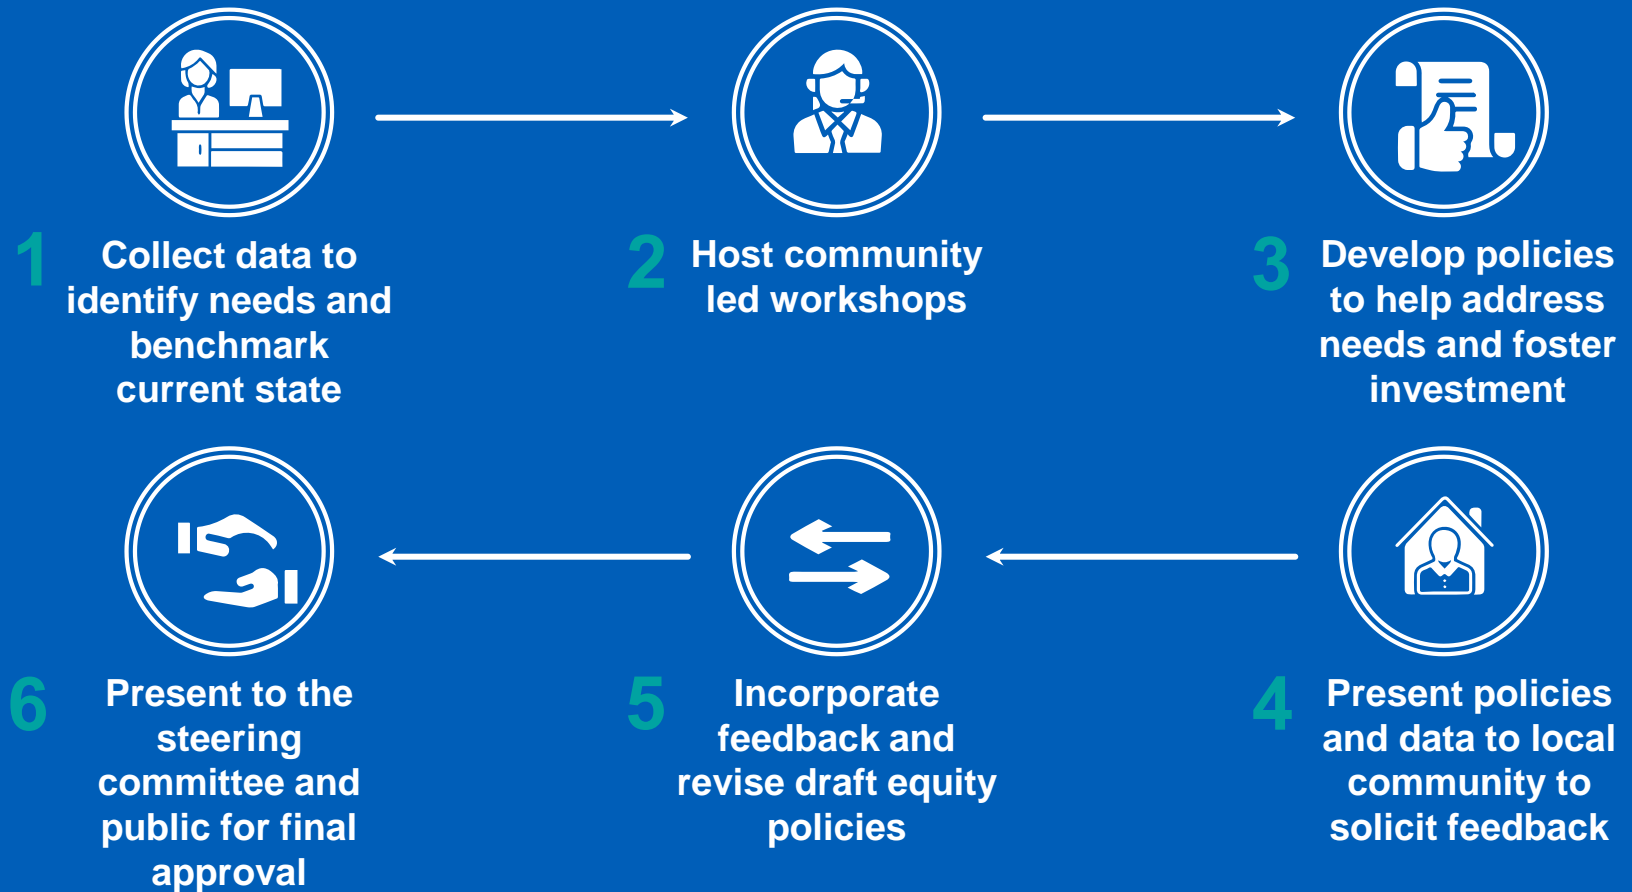 1
Collect data to
identify needs and
benchmark
current state
2
Host community
led workshops
3
Develop policies
to help address
needs and foster
investment
4
Present policies
and data to local
community to
solicit feedback
5
Incorporate
feedback and
revise draft equity
policies
6
Present to the
steering
committee and
public for final
approval